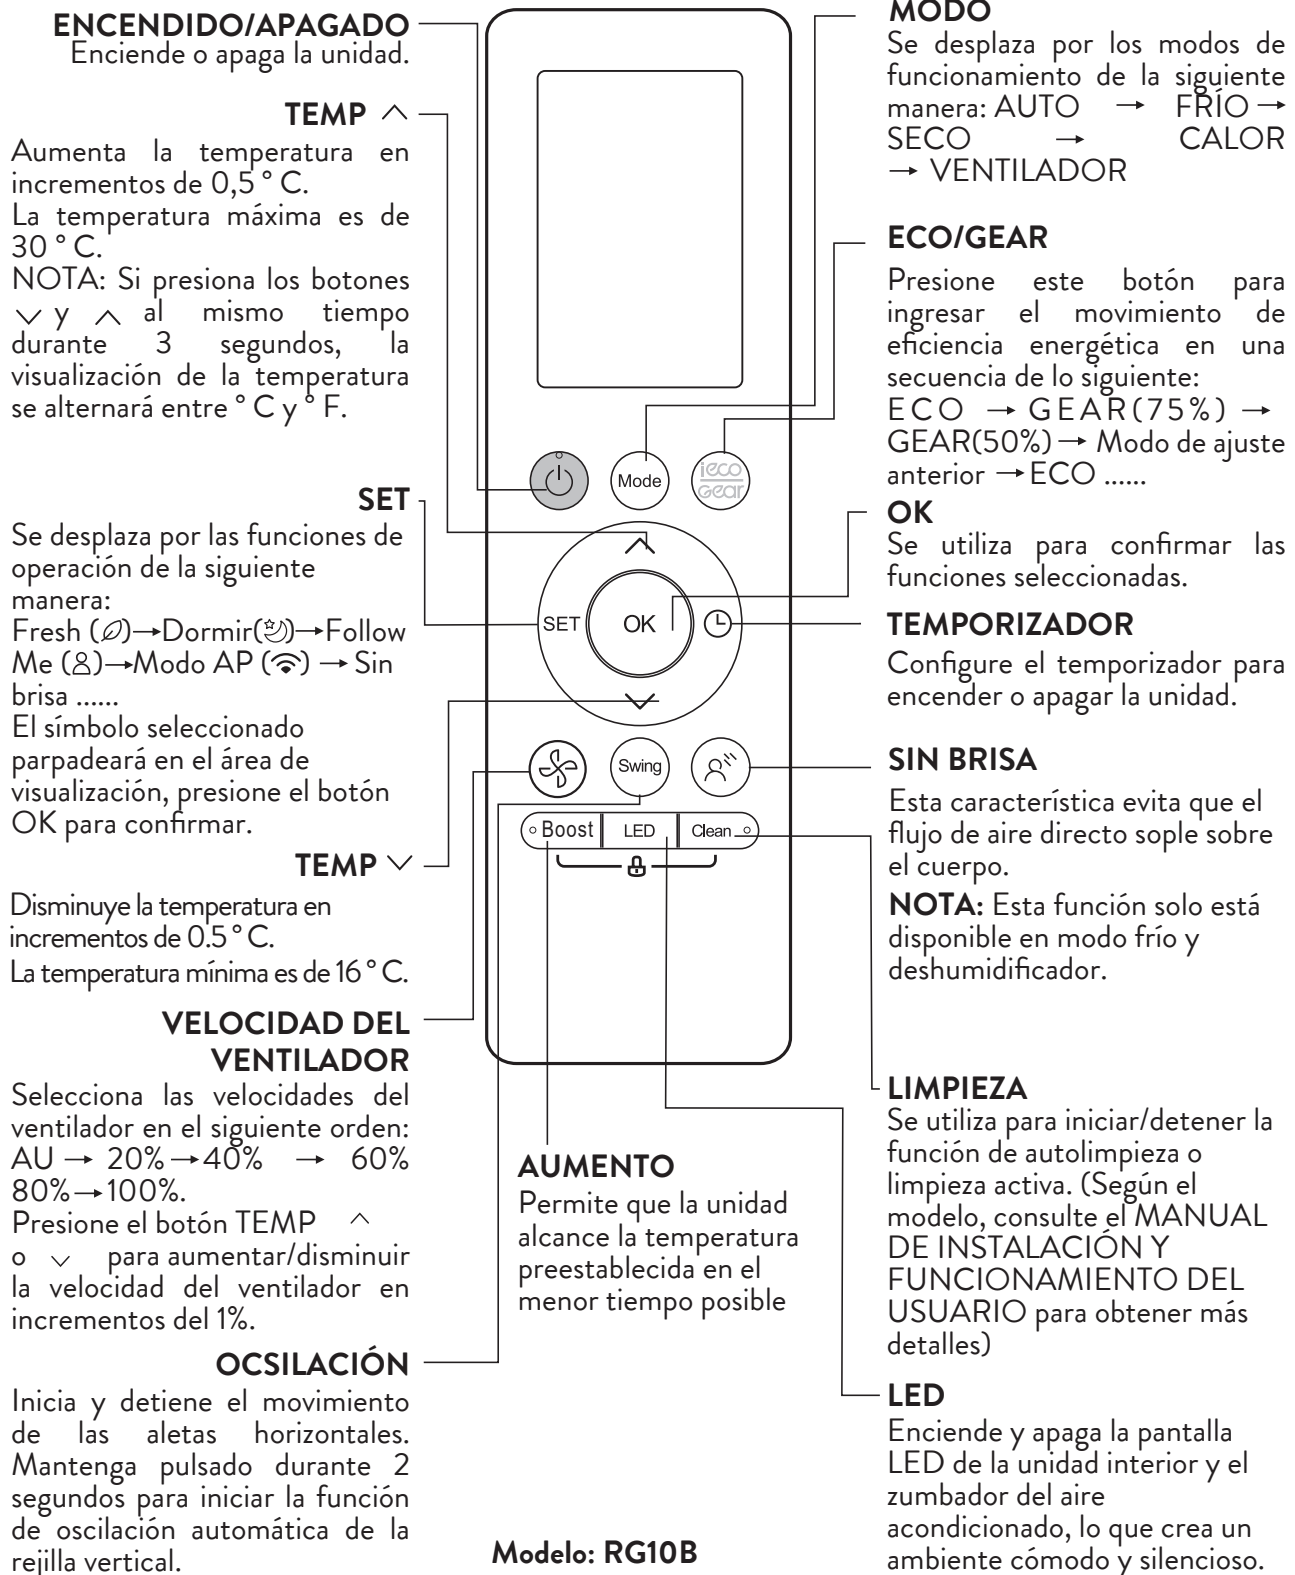 ENCENDIDO/APAGADO
Enciende o apaga la unidad.
TEMP
Aumenta la temperatura en
incrementos de 0,5 ° C.
La temperatura máxima es de
30 ° C.
NOTA: Si presiona los botones
y al mismo tiempo
durante 3 segundos, la
visualización de la temperatura
se alternará entre ° C y ° F.
SET
Se desplaza por las funciones de
operación de la siguiente
manera:
Fresh ( )→Dormir( )→Follow
Me ( )→Modo AP ( ) → Sin
brisa ......
El símbolo seleccionado
parpadeará en el área de
visualización, presione el botón
OK para confirmar.
TEMP
Disminuye la temperatura en
incrementos de 0.5 ° C.
La temperatura mínima es de 16 ° C.
VELOCIDAD DEL
VENTILADOR
Selecciona las velocidades del
ventilador en el siguiente orden:
AU → 20%→40% → 60%
80%→100%.
Presione el botón TEMP
o para aumentar/disminuir
la velocidad del ventilador en
incrementos del 1%.
OCSILACIÓN
Inicia y detiene el movimiento
de las aletas horizontales.
Mantenga pulsado durante 2
segundos para iniciar la función
de oscilación automática de la
rejilla vertical.
Mode
ieco
Gear
SET
OK
Swing
Boost
LED
Clean
AUMENTO
Permite que la unidad
alcance la temperatura
preestablecida en el
menor tiempo posible
Modelo: RG10B
MODO
Se desplaza por los modos de
funcionamiento de la siguiente
manera: AUTO → FRÍO →
SECO → CALOR
→ VENTILADOR
ECO/GEAR
Presione este botón para
ingresar el movimiento de
eficiencia energética en una
secuencia de lo siguiente:
ECO → GEAR(75%) →
GEAR(50%)→ Modo de ajuste
anterior →ECO ......
OK
Se utiliza para confirmar las
funciones seleccionadas.
TEMPORIZADOR
Configure el temporizador para
encender o apagar la unidad.
SIN BRISA
Esta característica evita que el
flujo de aire directo sople sobre
el cuerpo.
NOTA: Esta función solo está
disponible en modo frío y
deshumidificador.
LIMPIEZA
Se utiliza para iniciar/detener la
función de autolimpieza o
limpieza activa. (Según el
modelo, consulte el MANUAL
DE INSTALACIÓN Y
FUNCIONAMIENTO DEL
USUARIO para obtener más
detalles)
LED
Enciende y apaga la pantalla
LED de la unidad interior y el
zumbador del aire
acondicionado, lo que crea un
ambiente cómodo y silencioso.